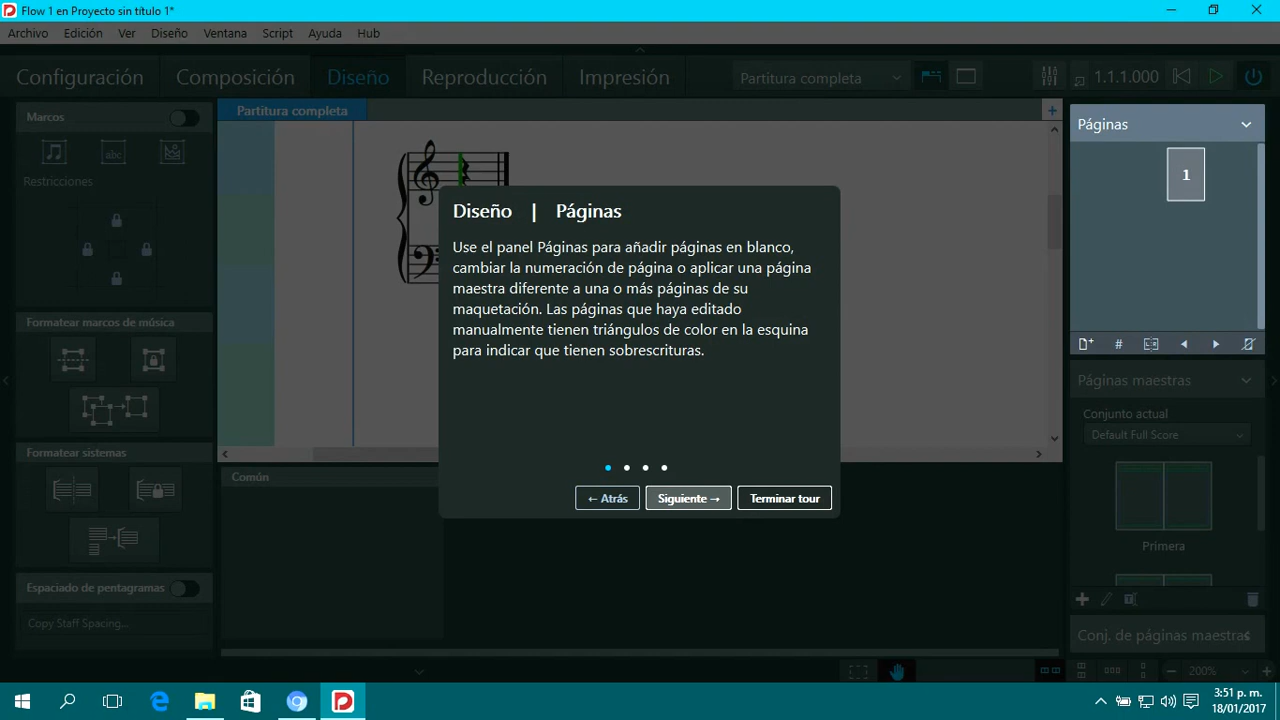 Flow 1 en Proyecto sin título 1*
Archivo Edición Ver Diseño Ventana Script Ayuda Hub
Configuración Composición Diseño Reproducción Impresión Partitura completa 1.1.1.000
Marcos
Partitura completa
Páginas
abc
1
Restricciones
Diseño | Páginas
Use el panel Páginas para añadir páginas en blanco,
cambiar la numeración de página o aplicar una página
maestra diferente a una o más páginas de su
maquetación. Las páginas que haya editado
manualmente tienen triángulos de color en la esquina
para indicar que tienen sobrescrituras.
← Atrás Siguiente → Terminar tour
Formatear marcos de música
Formatear sistemas
Común
Espaciado de pentagramas
Copy Staff Spacing...
#
Páginas maestras
Conjunto actual
Default Full Score
Primera
Conj. de páginas maestras
200%
3:51 p. m.
18/01/2017